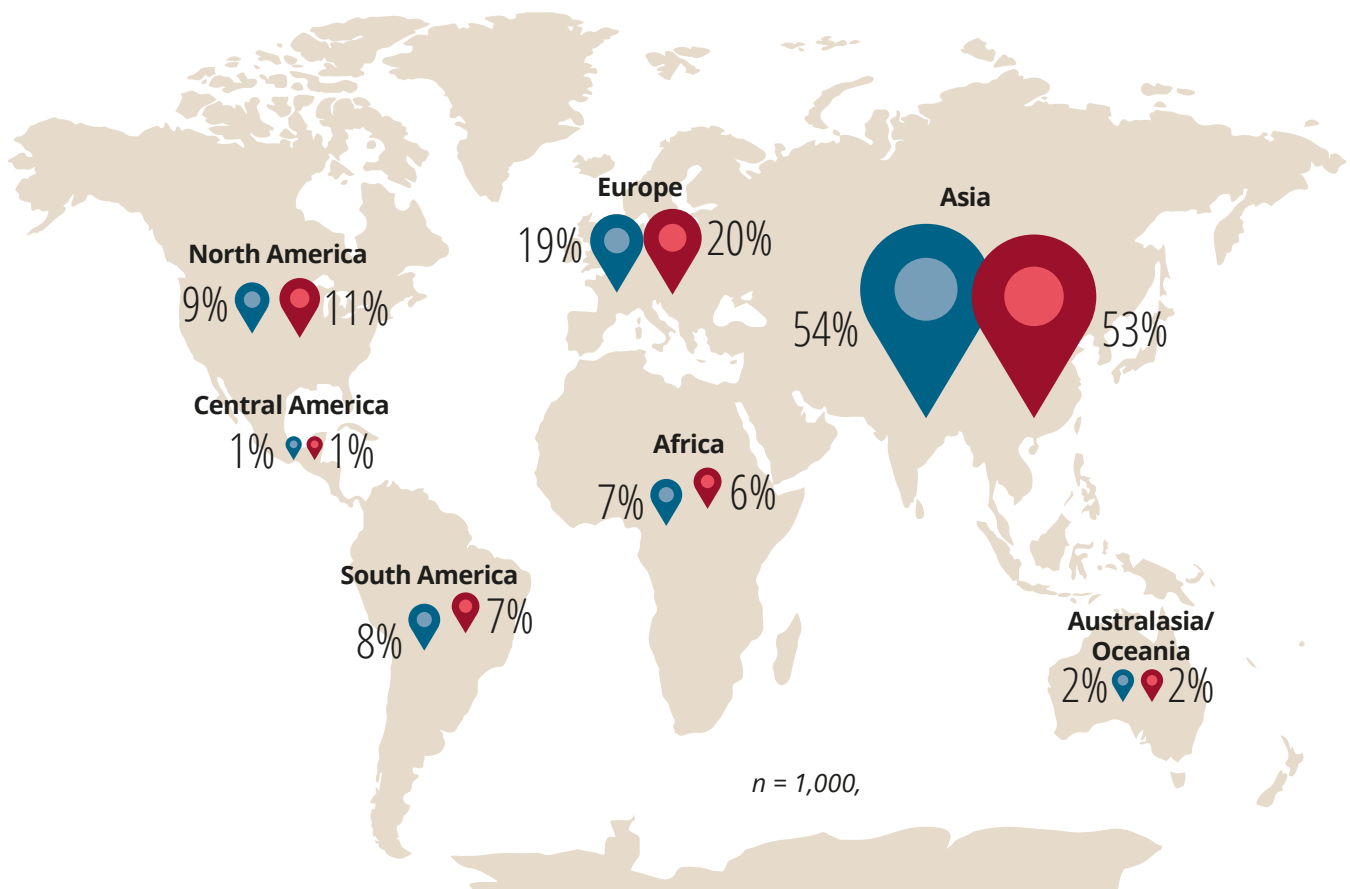 Europe
19% 20%
Asia
54% 53%
North America
9% 11%
Central America
1% 1%
Africa
7% 6%
South America
8% 7%
Australasia/
Oceania
2% 2%
n = 1,000,